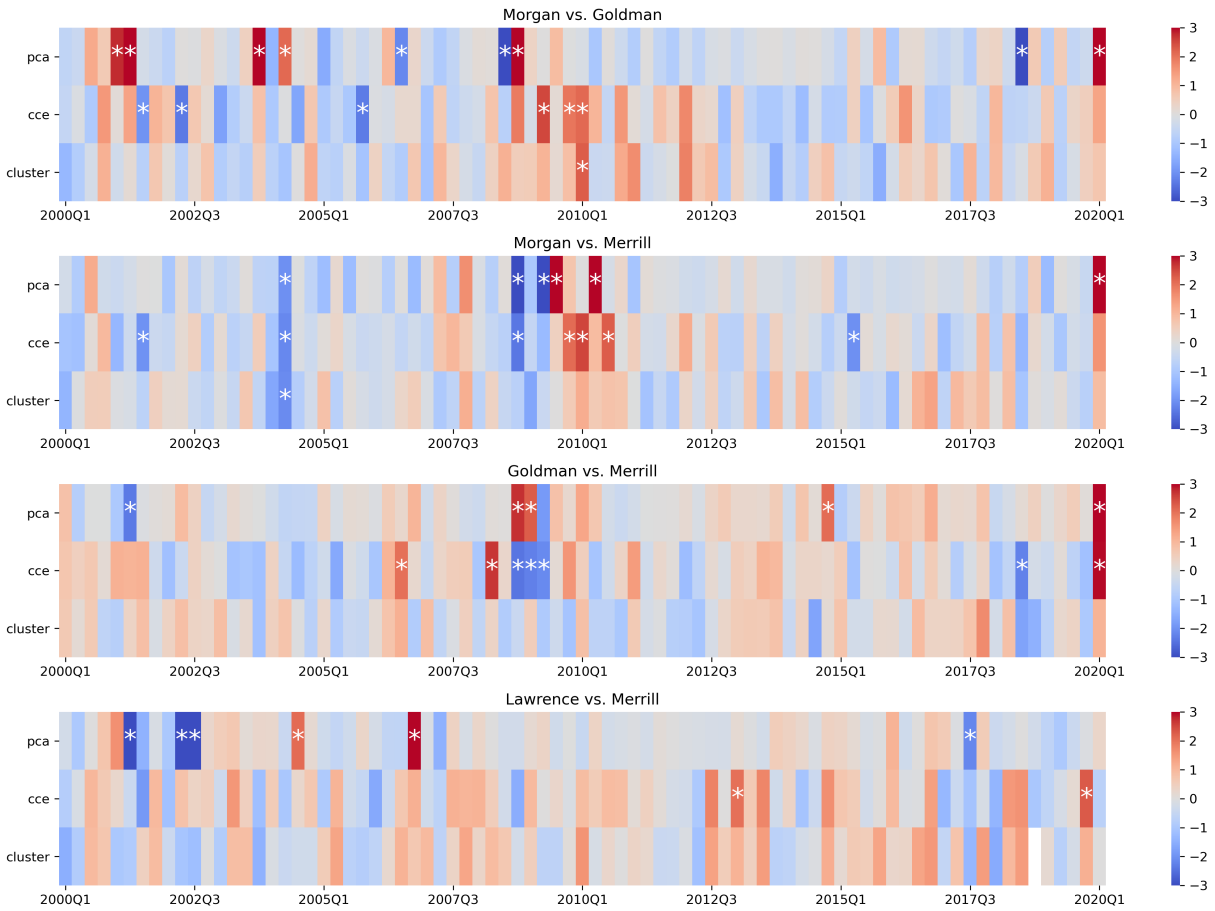 Morgan vs. Goldman
pca
cce
cluster
2000Q1 2002Q3 2005Q1 2007Q3 2010Q1 2012Q3 2015Q1 2017Q3 2020Q1
3
2
1
0
−1
−2
−3
Morgan vs. Merrill
pca
cce
cluster
2000Q1 2002Q3 2005Q1 2007Q3 2010Q1 2012Q3 2015Q1 2017Q3 2020Q1
3
2
1
0
−1
−2
−3
Goldman vs. Merrill
pca
cce
cluster
2000Q1 2002Q3 2005Q1 2007Q3 2010Q1 2012Q3 2015Q1 2017Q3 2020Q1
3
2
1
0
−1
−2
−3
Lawrence vs. Merrill
pca
cce
cluster
2000Q1 2002Q3 2005Q1 2007Q3 2010Q1 2012Q3 2015Q1 2017Q3 2020Q1
3
2
1
0
−1
−2
−3